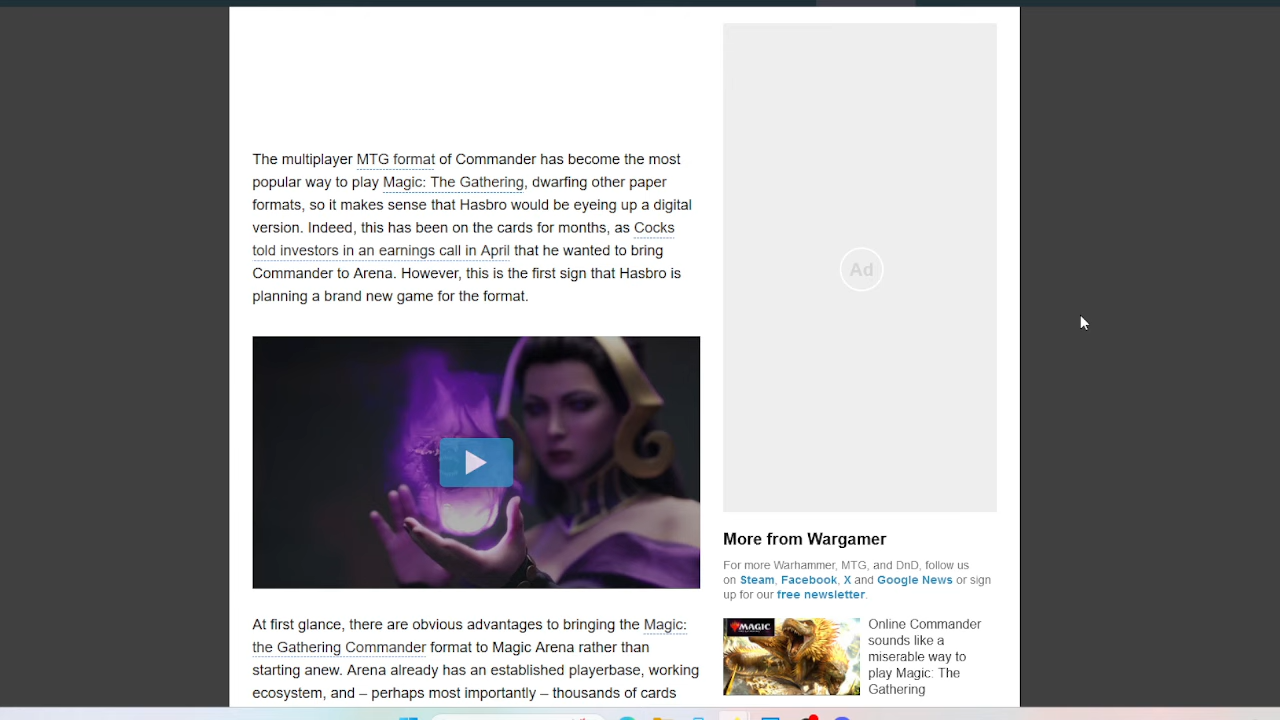 The multiplayer MTG format of Commander has become the most
popular way to play Magic: The Gathering, dwarfing other paper
formats, so it makes sense that Hasbro would be eyeing up a digital
version. Indeed, this has been on the cards for months, as Cocks
told investors in an earnings call in April that he wanted to bring
Commander to Arena. However, this is the first sign that Hasbro is
planning a brand new game for the format.
At first glance, there are obvious advantages to bringing the Magic:
the Gathering Commander format to Magic Arena rather than
starting anew. Arena already has an established playerbase, working
ecosystem, and – perhaps most importantly – thousands of cards
Ad
More from Wargamer
For more Warhammer, MTG, and DnD, follow us
on Steam, Facebook, X and Google News or sign
up for our free newsletter.
MAGIC
Online Commander
sounds like a
miserable way to
play Magic: The
Gathering